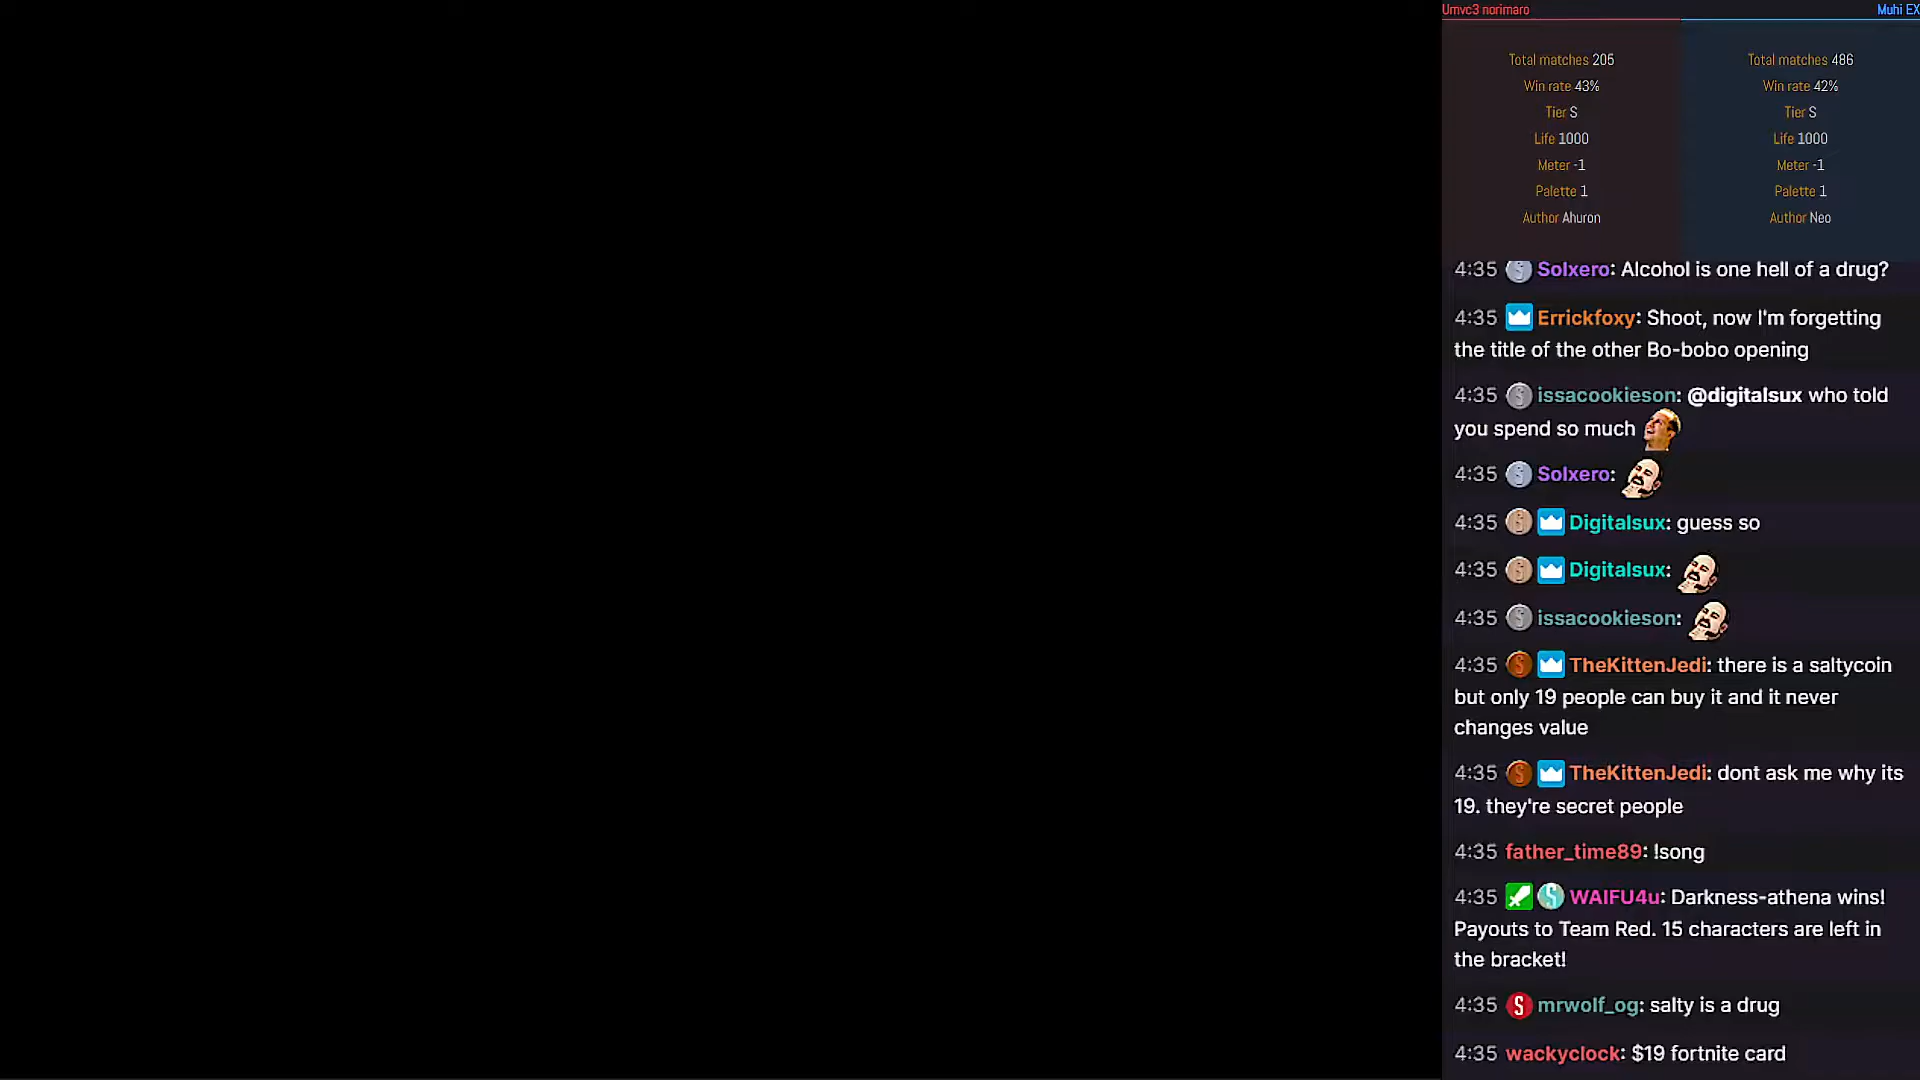 Umvc3 norimaro
Muhi EX
Total matches 205
Win rate 43%
Tier S
Life 1000
Meter -1
Palette 1
Author Ahuron
Total matches 486
Win rate 42%
Tier S
Life 1000
Meter -1
Palette 1
Author Neo
4:35 Solxero: Alcohol is one hell of a drug?
4:35 Errickfoxy: Shoot, now I'm forgetting
the title of the other Bo-bobo opening
4:35 issacookieson: @digitalsux who told
you spend so much
4:35 Solxero:
4:35 Digitalsux: guess so
4:35 Digitalsux:
4:35 issacookieson:
4:35 TheKittenJedi: there is a saltycoin
but only 19 people can buy it and it never
changes value
4:35 TheKittenJedi: dont ask me why its
19. they're secret people
4:35 father_time89: !song
4:35 WAIFU4u: Darkness-athena wins!
Payouts to Team Red. 15 characters are left in
the bracket!
4:35 mrwolf_og: salty is a drug
4:35 wackyclock: $19 fortnite card